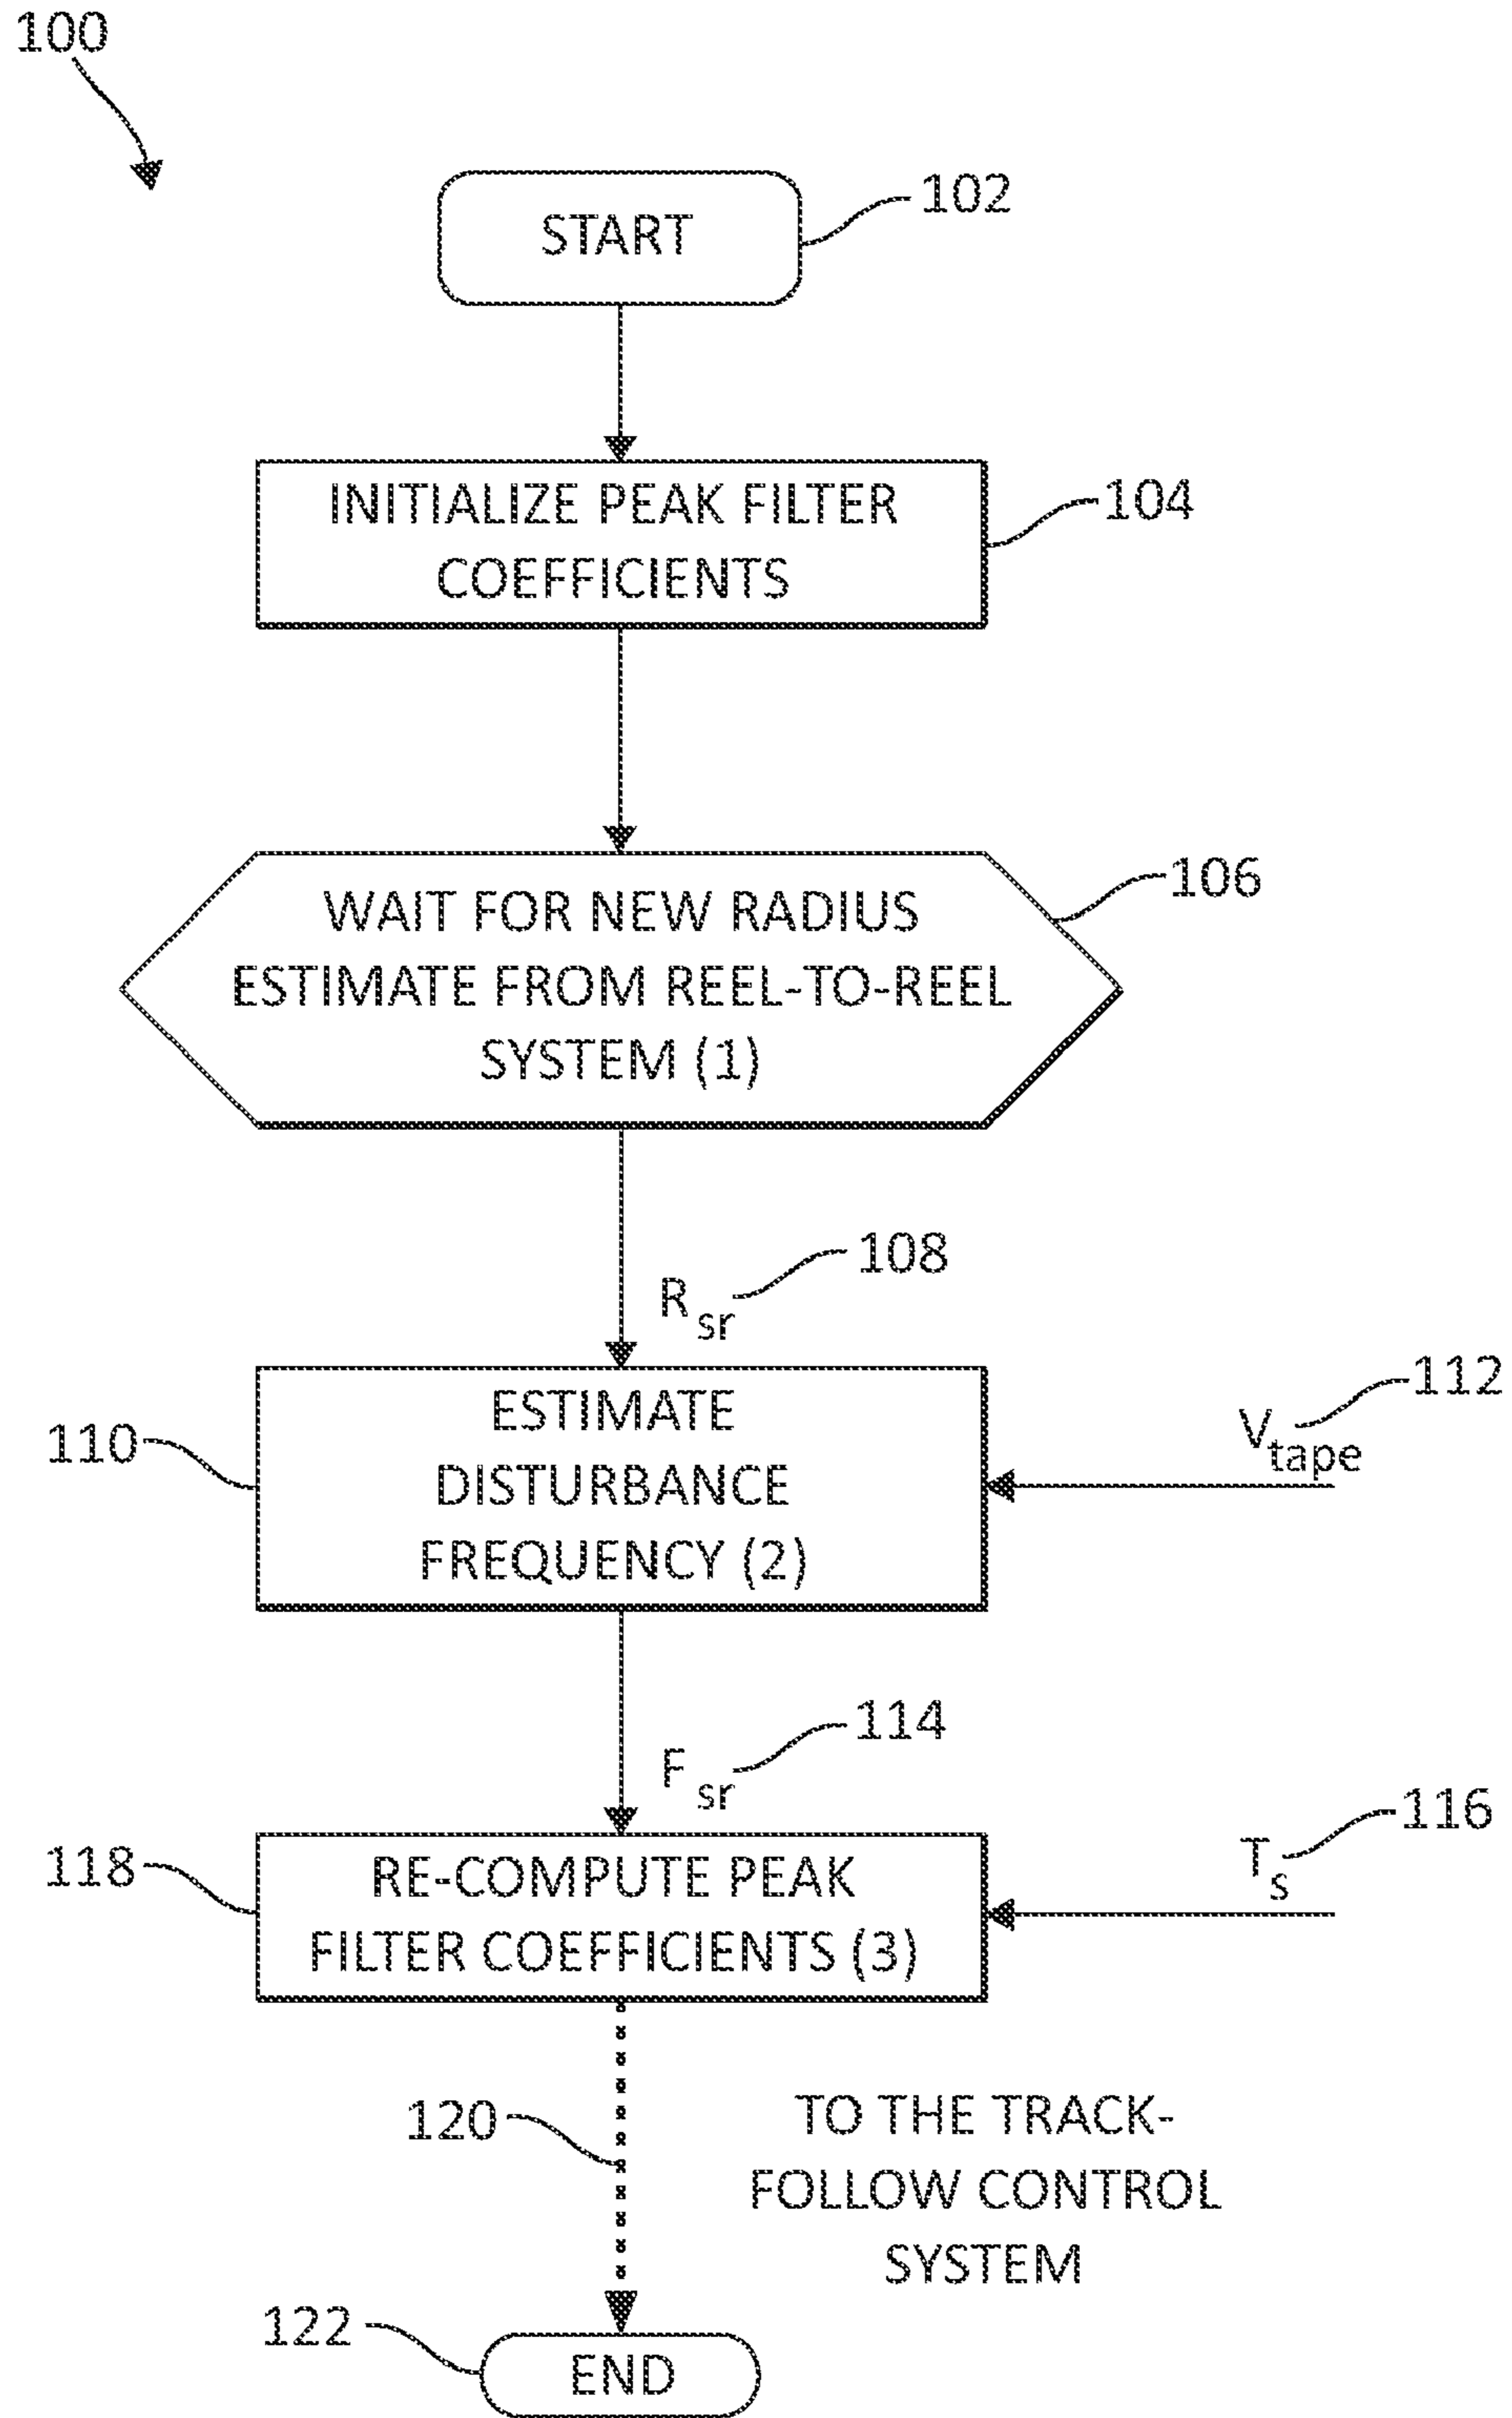 100
START
102
INITIALIZE PEAK FILTER
COEFFICIENTS
104
WAIT FOR NEW RADIUS
ESTIMATE FROM REEL-TO-REEL
SYSTEM (1)
106
R sr
108
ESTIMATE
DISTURBANCE
FREQUENCY (2)
110
V tape
112
F sr
114
RE-COMPUTE PEAK
FILTER COEFFICIENTS (3)
118
T s
116
120
TO THE TRACK-
FOLLOW CONTROL
SYSTEM
122
END